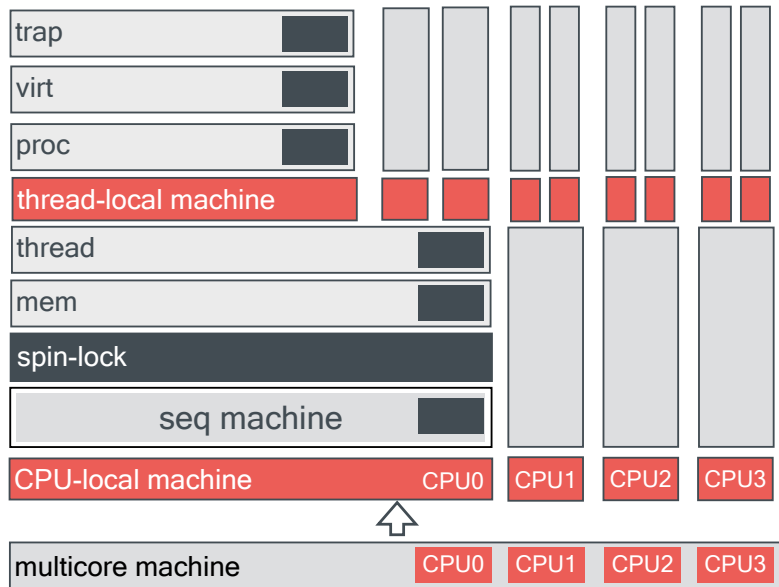 trap
virt
proc
thread-local machine
thread
mem
spin-lock
seq machine
CPU-local machine CPU0 CPU1 CPU2 CPU3
multicore machine CPU0 CPU1 CPU2 CPU3